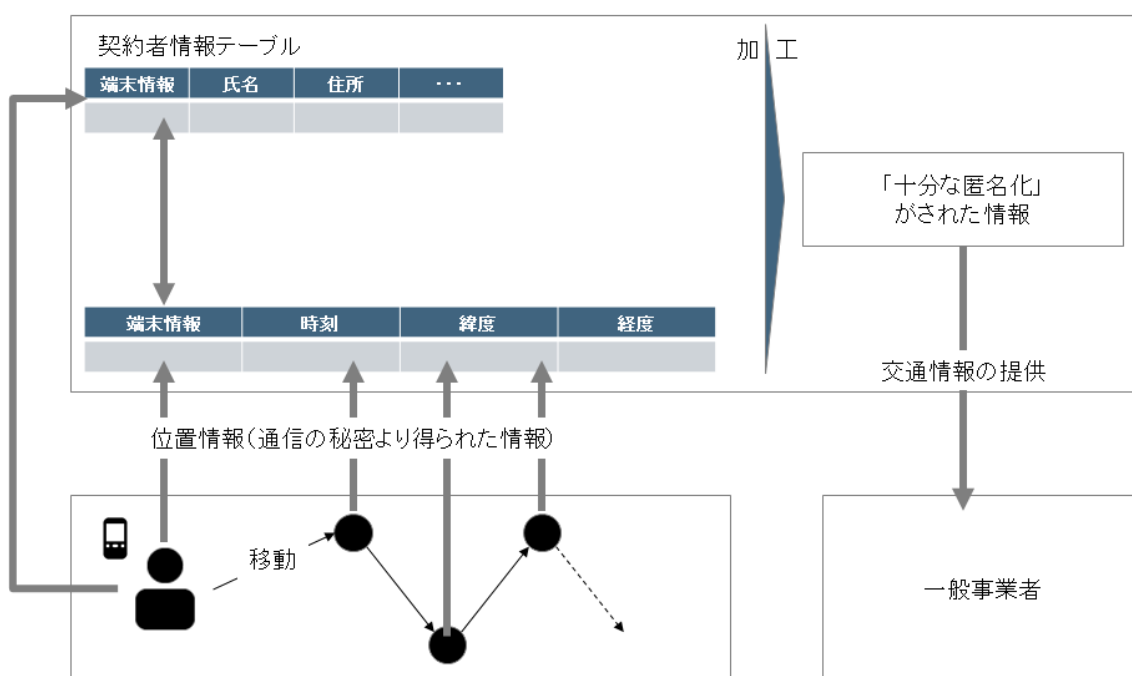 契約者情報テーブル
加工
端末情報 氏名 住所 ･･･
「十分な匿名化」
がされた情報
端末情報 時刻 緯度 経度
交通情報の提供
位置情報(通信の秘密より得られた情報)
移動
一般事業者